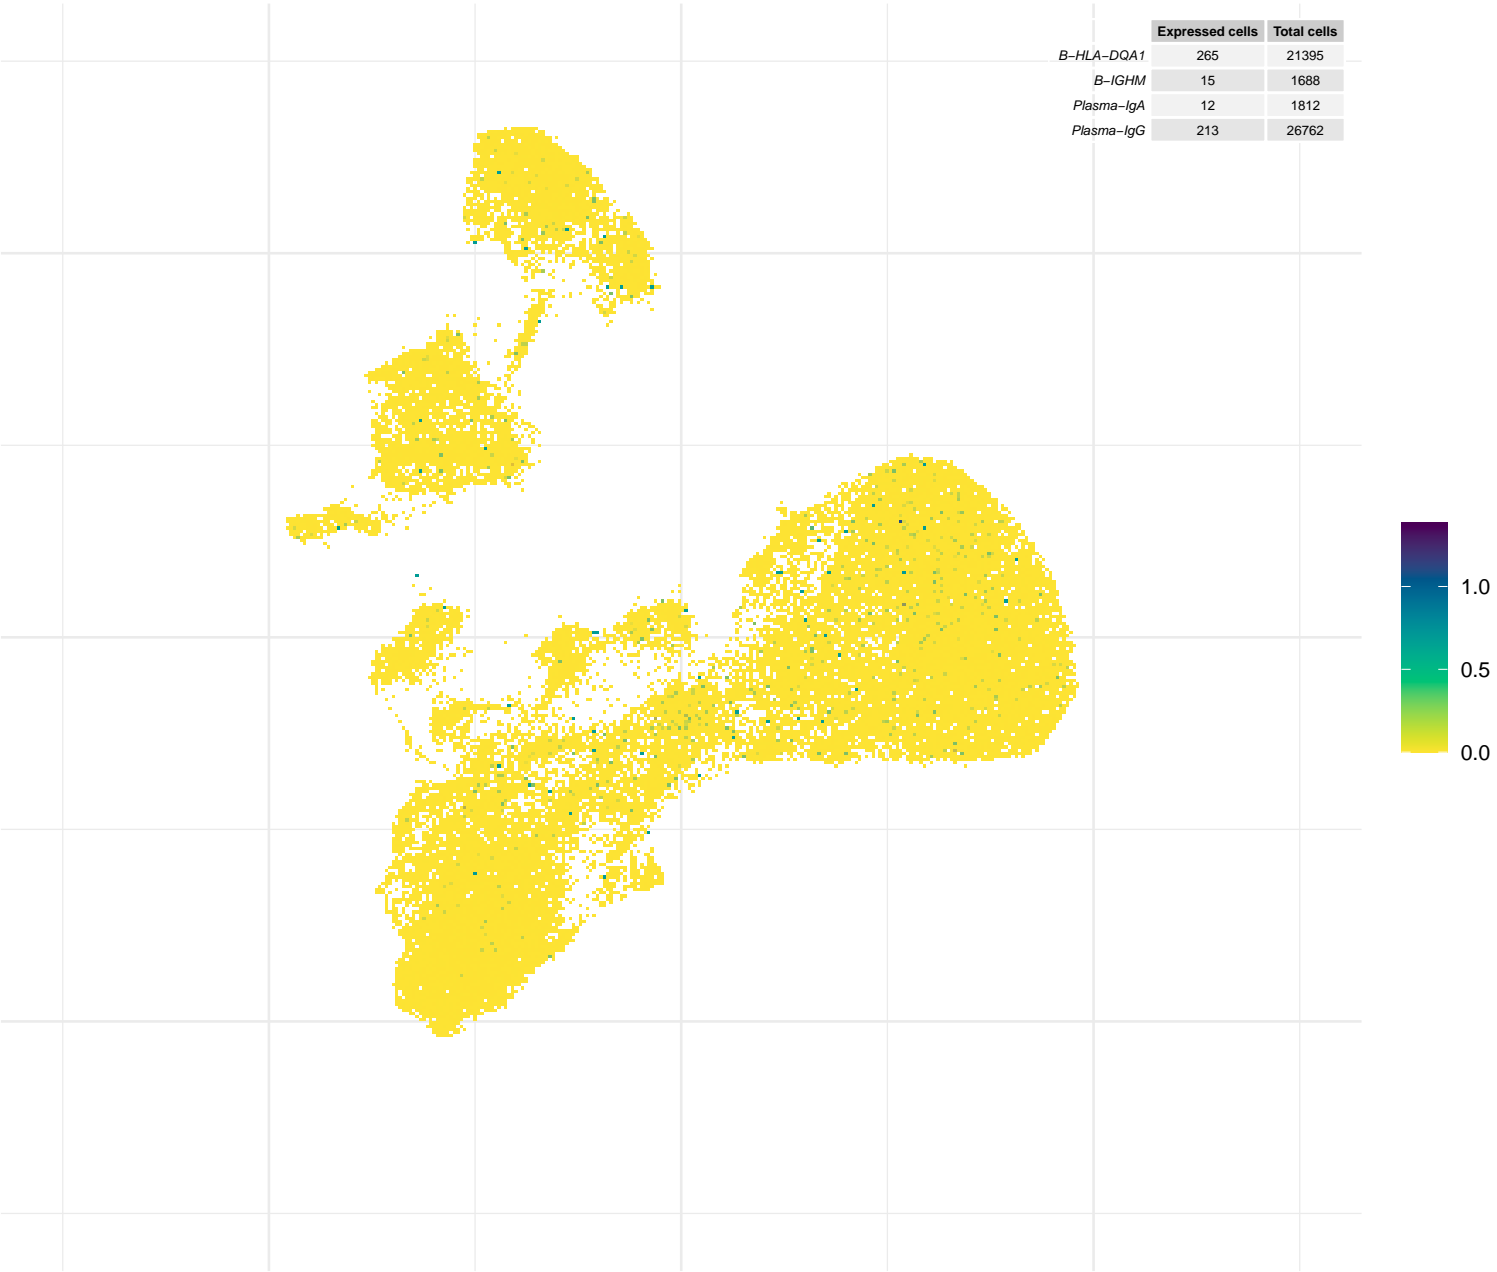 Expressed cells Total cells
B-HLA-DQA1 265 21395
B-IGHM 15 1688
Plasma-IgA 12 1812
Plasma-IgG 213 26762
1.0
0.5
0.0